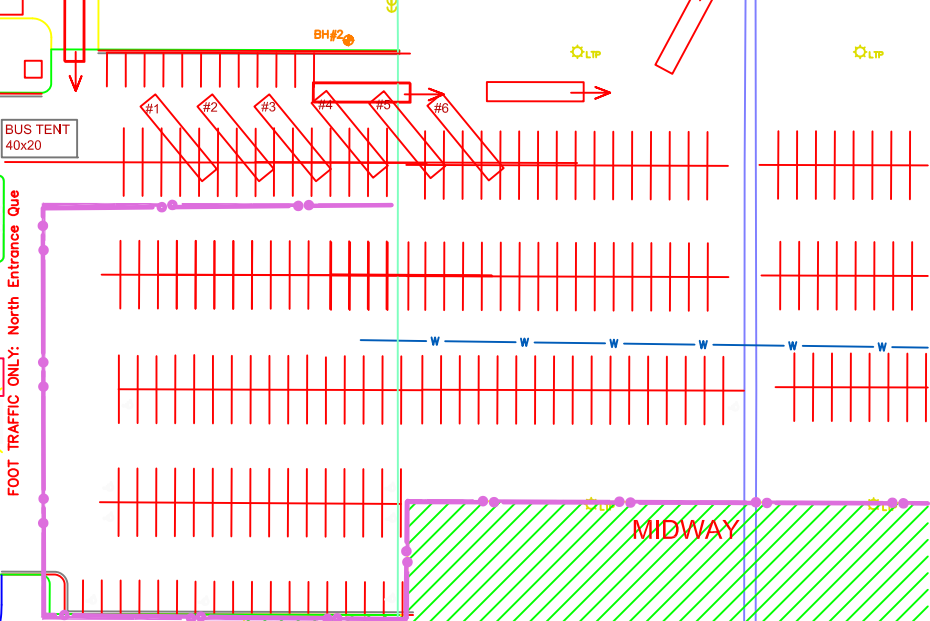 BH#2
LTP
LTP
#1
#2
#3
#4
#5
#6
BUS TENT
40x20
FOOT TRAFFIC ONLY: North Entrance Que
W W W W W W
MIDWAY